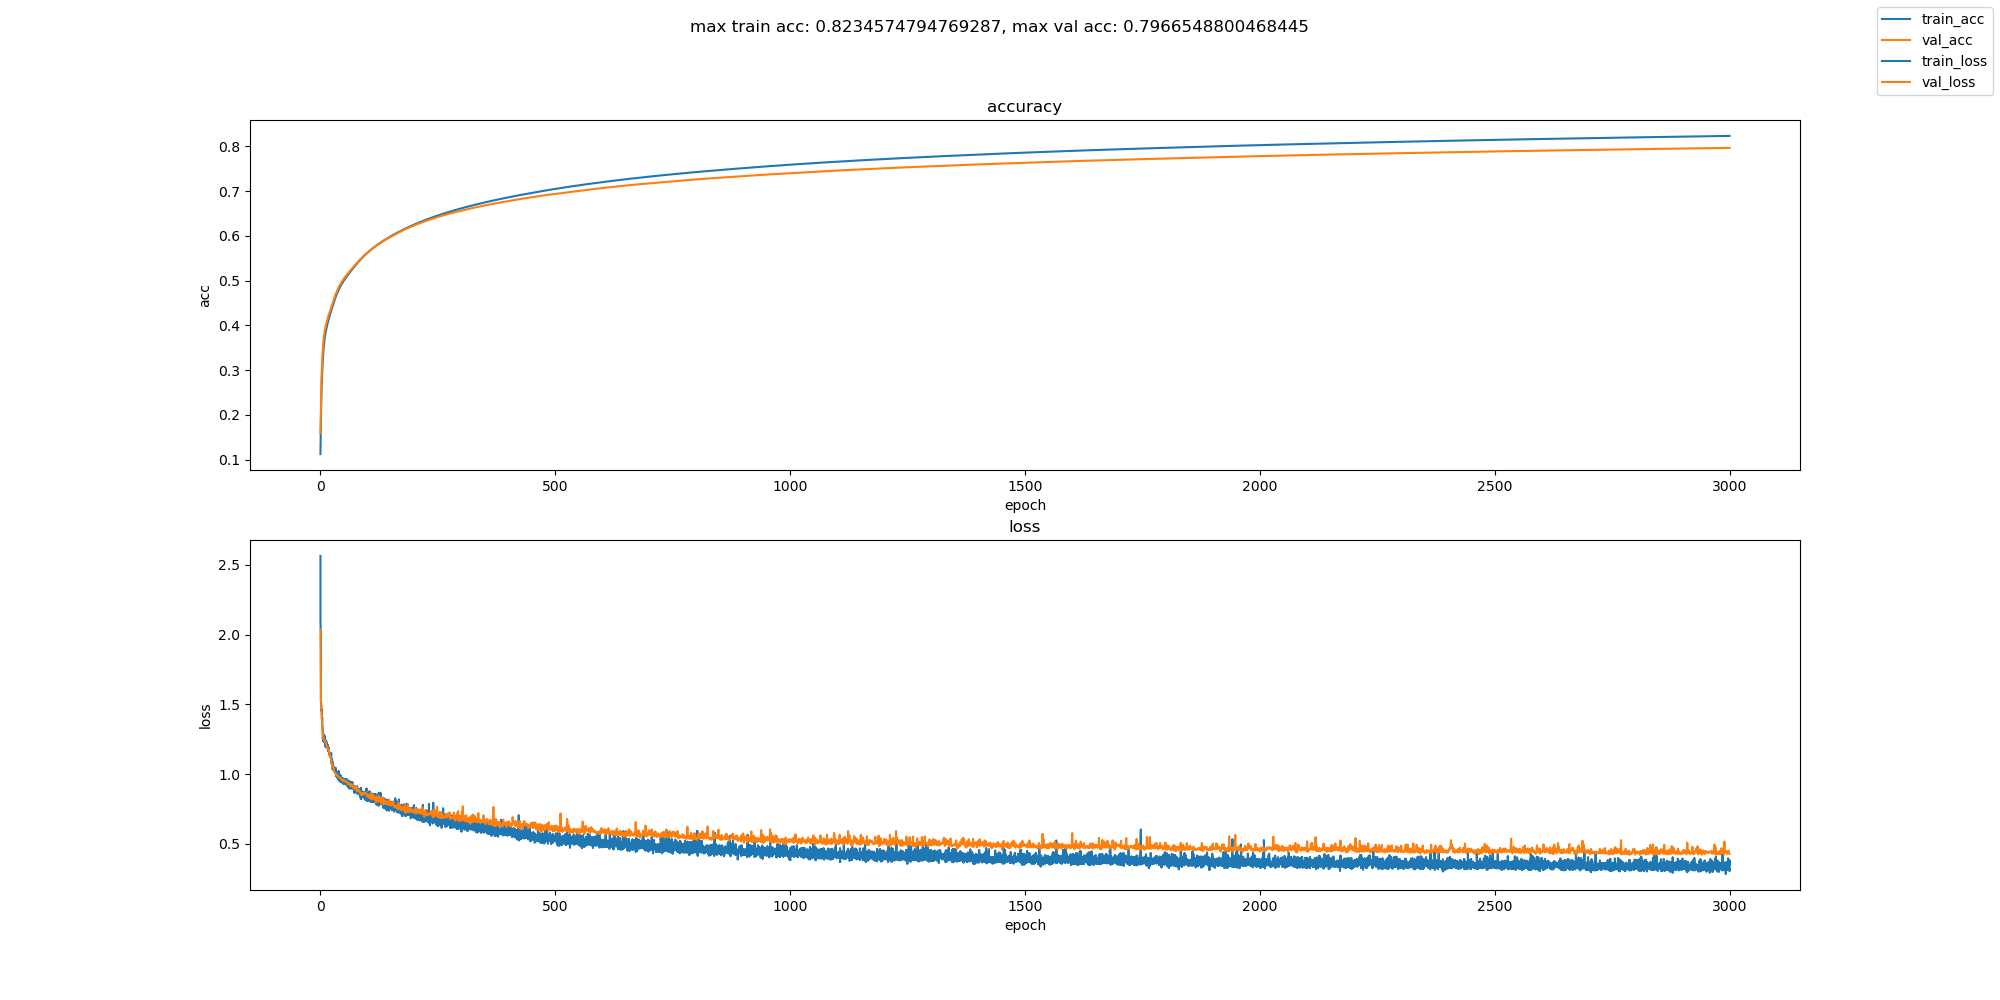 max train acc: 0.8234574794769287, max val acc: 0.7966548800468445
train_acc
val_acc
train_loss
val_loss
accuracy
0.8
0.7
0.6
0.5
0.4
0.3
0.2
0.1
acc
0 500 1000 1500 2000 2500 3000
epoch
loss
2.5
2.0
1.5
1.0
0.5
loss
0 500 1000 1500 2000 2500 3000
epoch